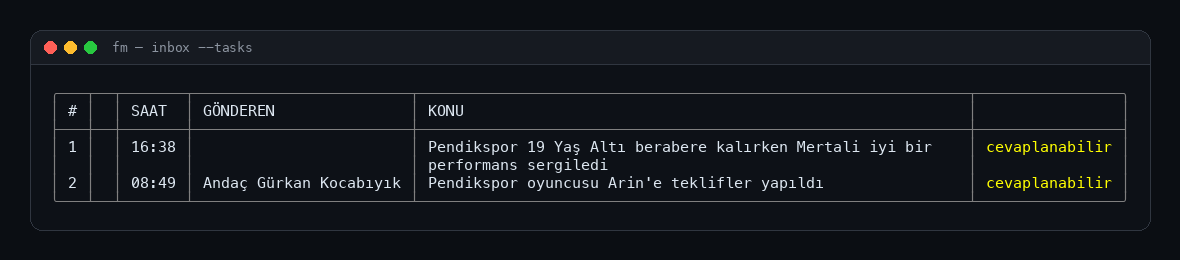 fm — inbox --tasks
# SAAT GÖNDEREN KONU
1 16:38 Pendikspor 19 Yaş Altı berabere kalırken Mertali iyi bir cevaplanabilir
performans sergiledi
2 08:49 Andaç Gürkan Kocabıyık Pendikspor oyuncusu Arin'e teklifler yapıldı cevaplanabilir